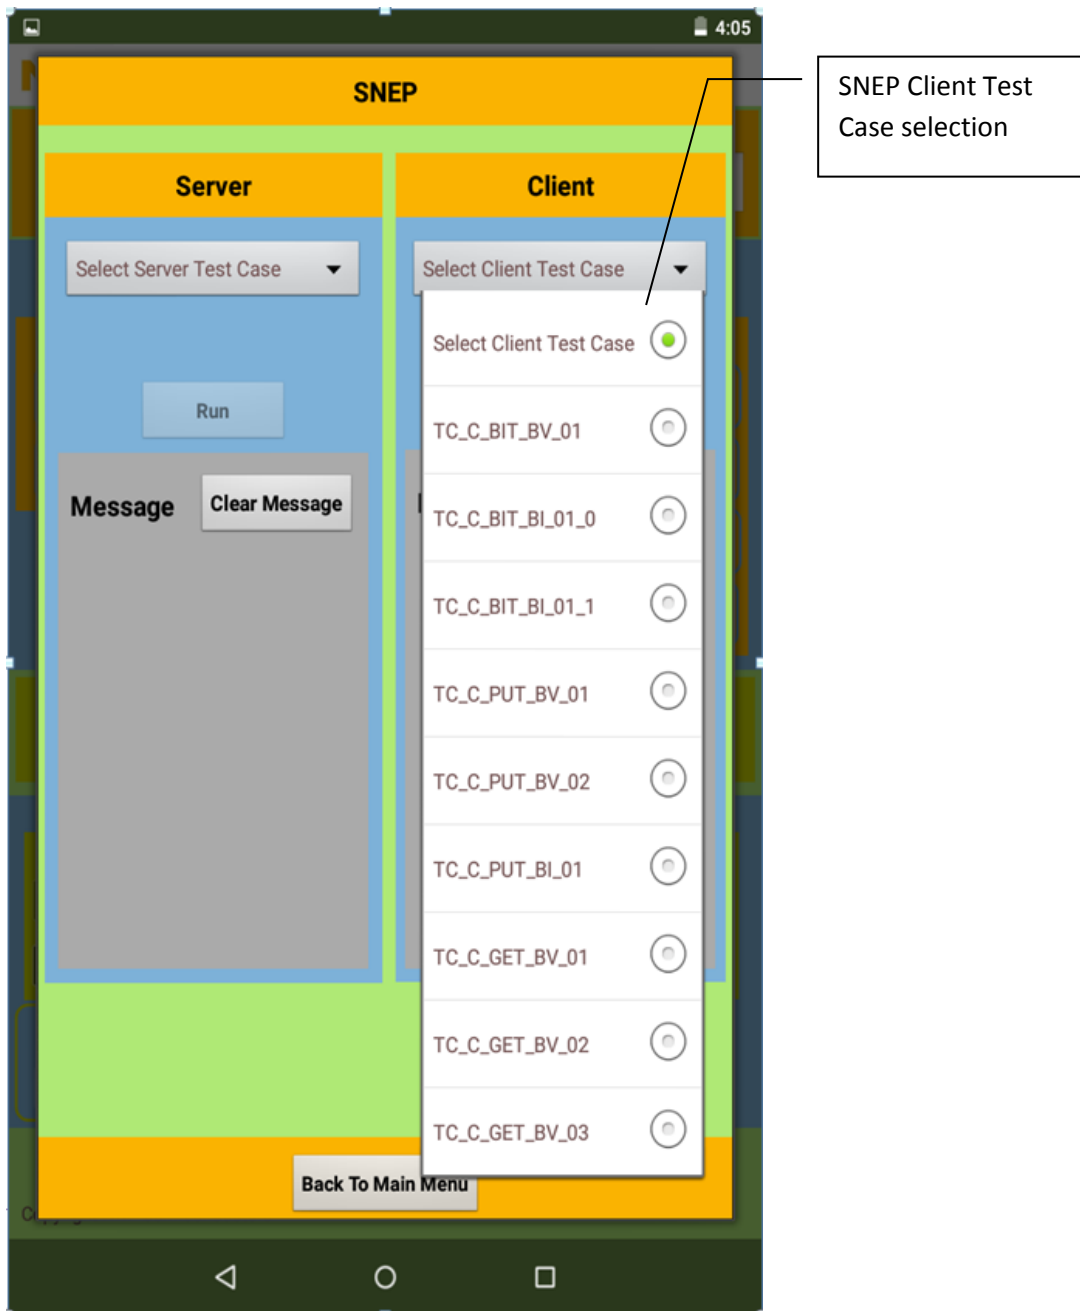 4:05
SNEP
SNEP Client Test
Case selection
Server
Client
Select Server Test Case
Select Client Test Case
Select Client Test Case
Run
TC_C_BIT_BV_01
Message
Clear Message
TC_C_BIT_BI_01_0
TC_C_BIT_BI_01_1
TC_C_PUT_BV_01
TC_C_PUT_BV_02
TC_C_PUT_BI_01
TC_C_GET_BV_01
TC_C_GET_BV_02
TC_C_GET_BV_03
Back To Main Menu